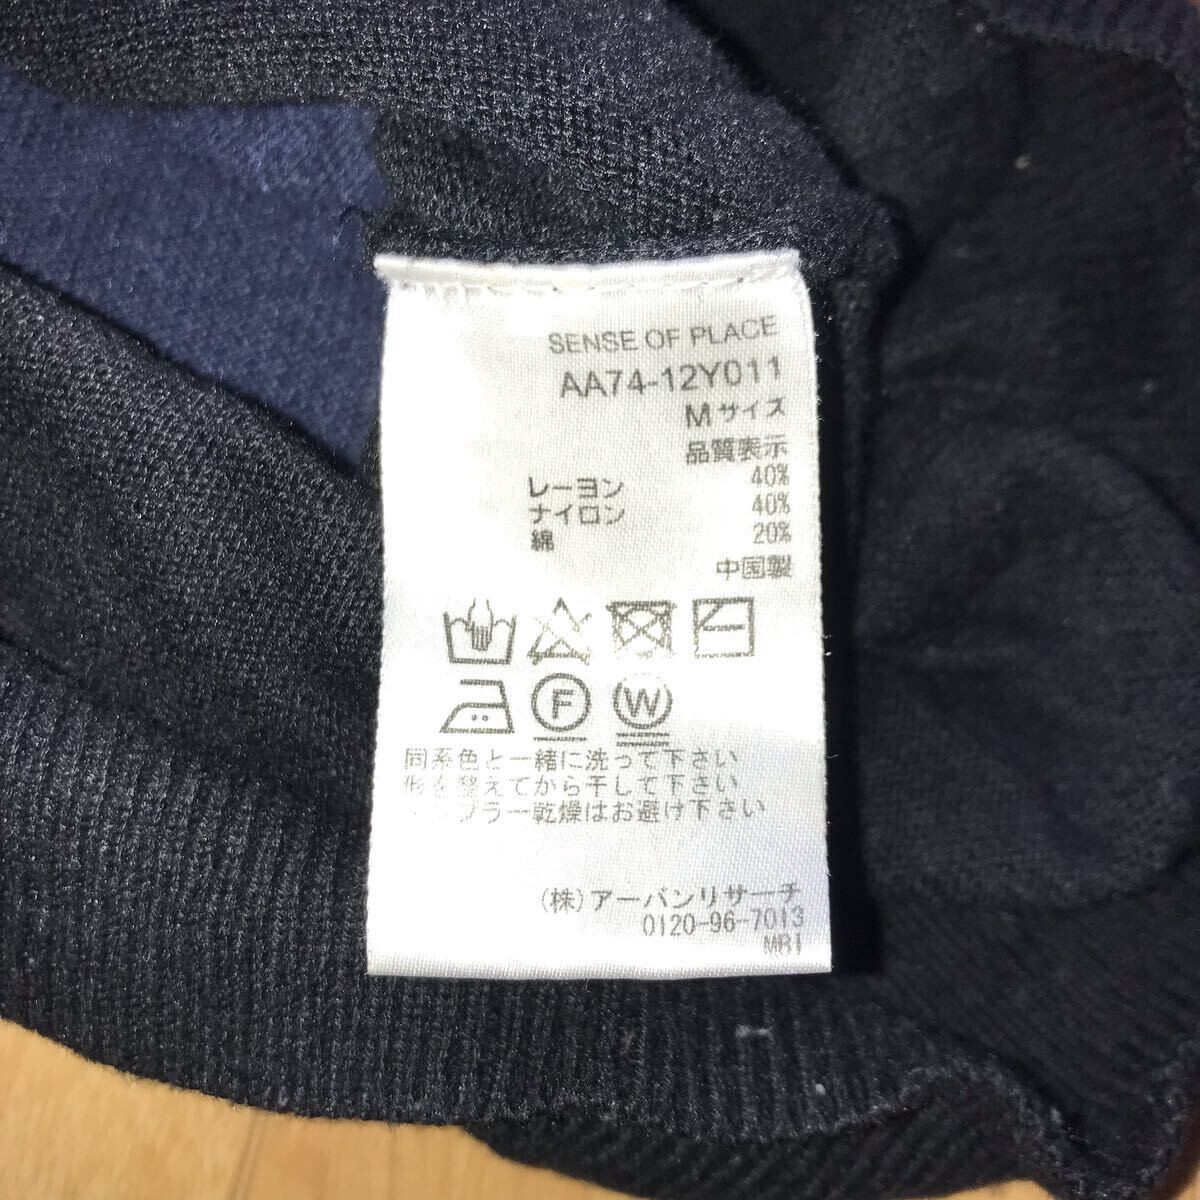 SENSE OF PLACE
AA74-12Y011
Mサイズ
品質表示
レーヨン 40%
ナイロン 40%
綿 20%
中国製
F W
同系色と一緒に洗って下さい
形を整えてから干して下さい
ブラー乾燥はお避け下さい
(株)アーバンリサーチ
0120-96-7013
MRI